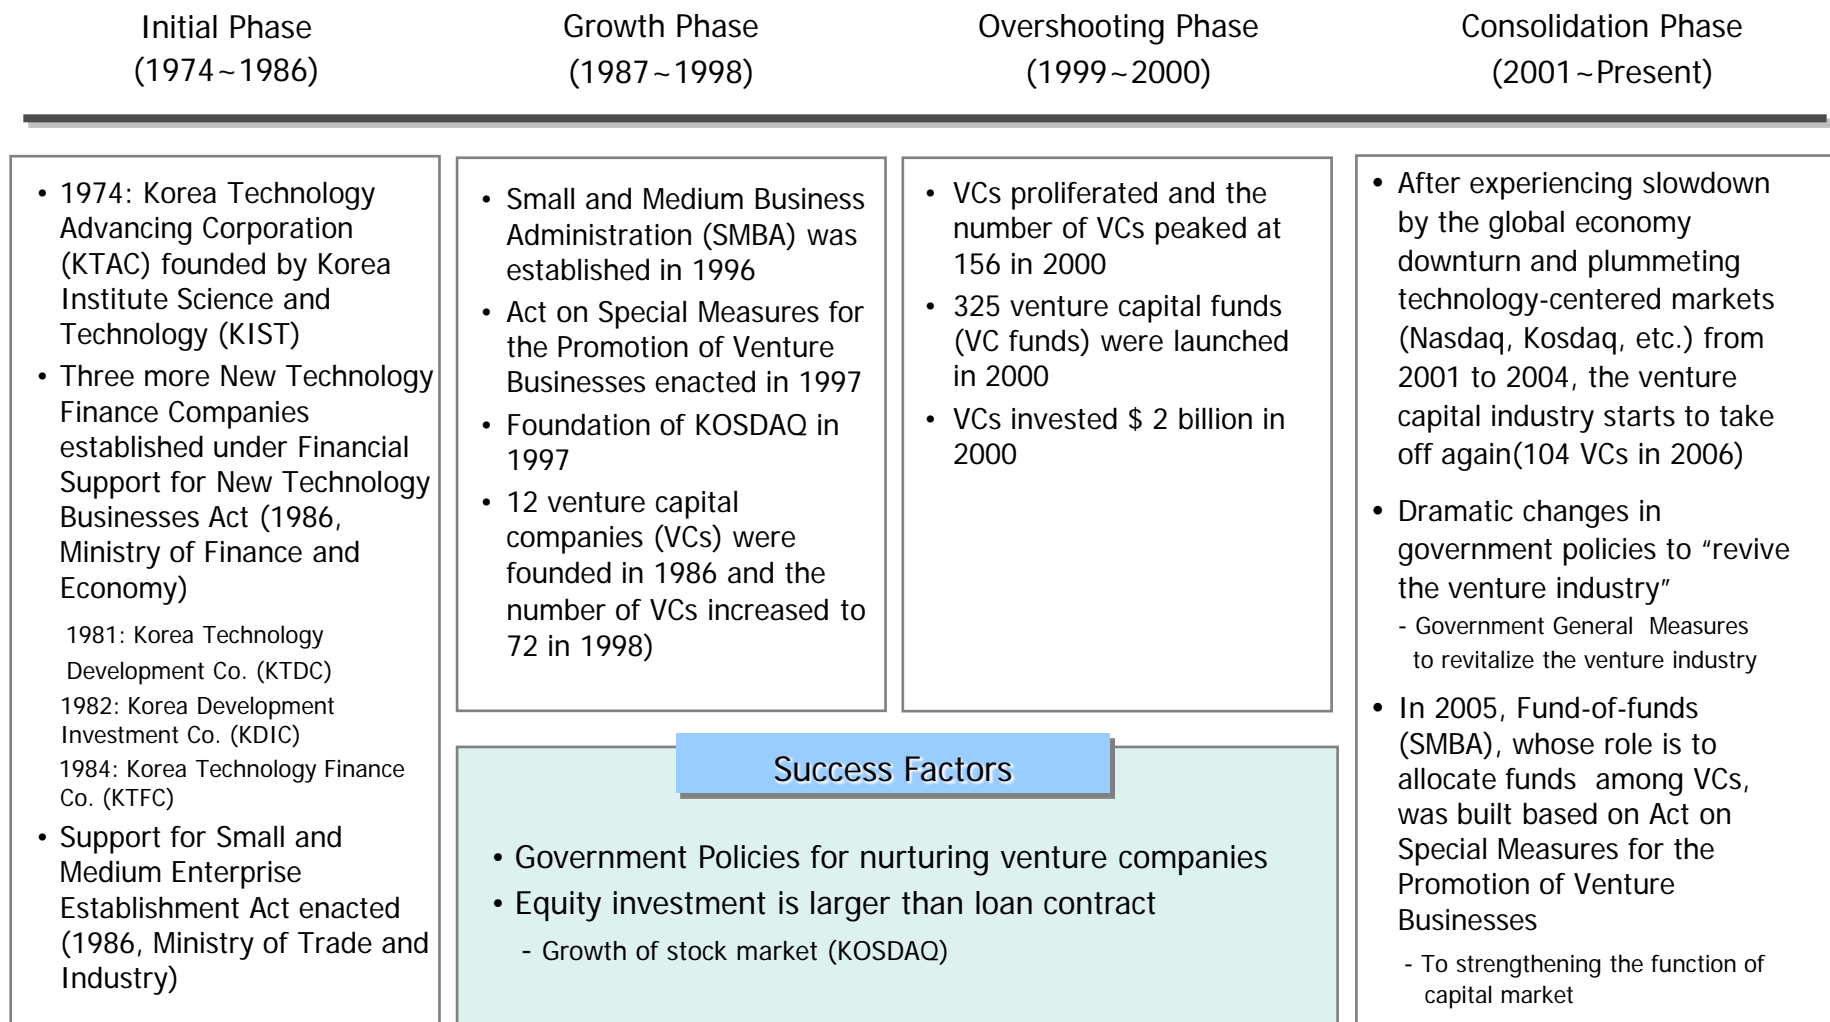 Initial Phase
(1974~1986)
Growth Phase
(1987~1998)
Overshooting Phase
(1999~2000)
Consolidation Phase
(2001~Present)
• 1974: Korea Technology
Advancing Corporation
(KTAC) founded by Korea
Institute Science and
Technology (KIST)
• Three more New Technology
Finance Companies
established under Financial
Support for New Technology
Businesses Act (1986,
Ministry of Finance and
Economy)
1981: Korea Technology
Development Co. (KTDC)
1982: Korea Development
Investment Co. (KDIC)
1984: Korea Technology Finance
Co. (KTFC)
• Support for Small and
Medium Enterprise
Establishment Act enacted
(1986, Ministry of Trade and
Industry)
• Small and Medium Business
Administration (SMBA) was
established in 1996
• Act on Special Measures for
the Promotion of Venture
Businesses enacted in 1997
• Foundation of KOSDAQ in
1997
• 12 venture capital
companies (VCs) were
founded in 1986 and the
number of VCs increased to
72 in 1998)
• VCs proliferated and the
number of VCs peaked at
156 in 2000
• 325 venture capital funds
(VC funds) were launched
in 2000
• VCs invested $ 2 billion in
2000
• After experiencing slowdown
by the global economy
downturn and plummeting
technology-centered markets
(Nasdaq, Kosdaq, etc.) from
2001 to 2004, the venture
capital industry starts to take
off again(104 VCs in 2006)
• Dramatic changes in
government policies to “revive
the venture industry”
- Government General Measures
to revitalize the venture industry
• In 2005, Fund-of-funds
(SMBA), whose role is to
allocate funds among VCs,
was built based on Act on
Special Measures for the
Promotion of Venture
Businesses
- To strengthening the function of
capital market
Success Factors
• Government Policies for nurturing venture companies
• Equity investment is larger than loan contract
- Growth of stock market (KOSDAQ)